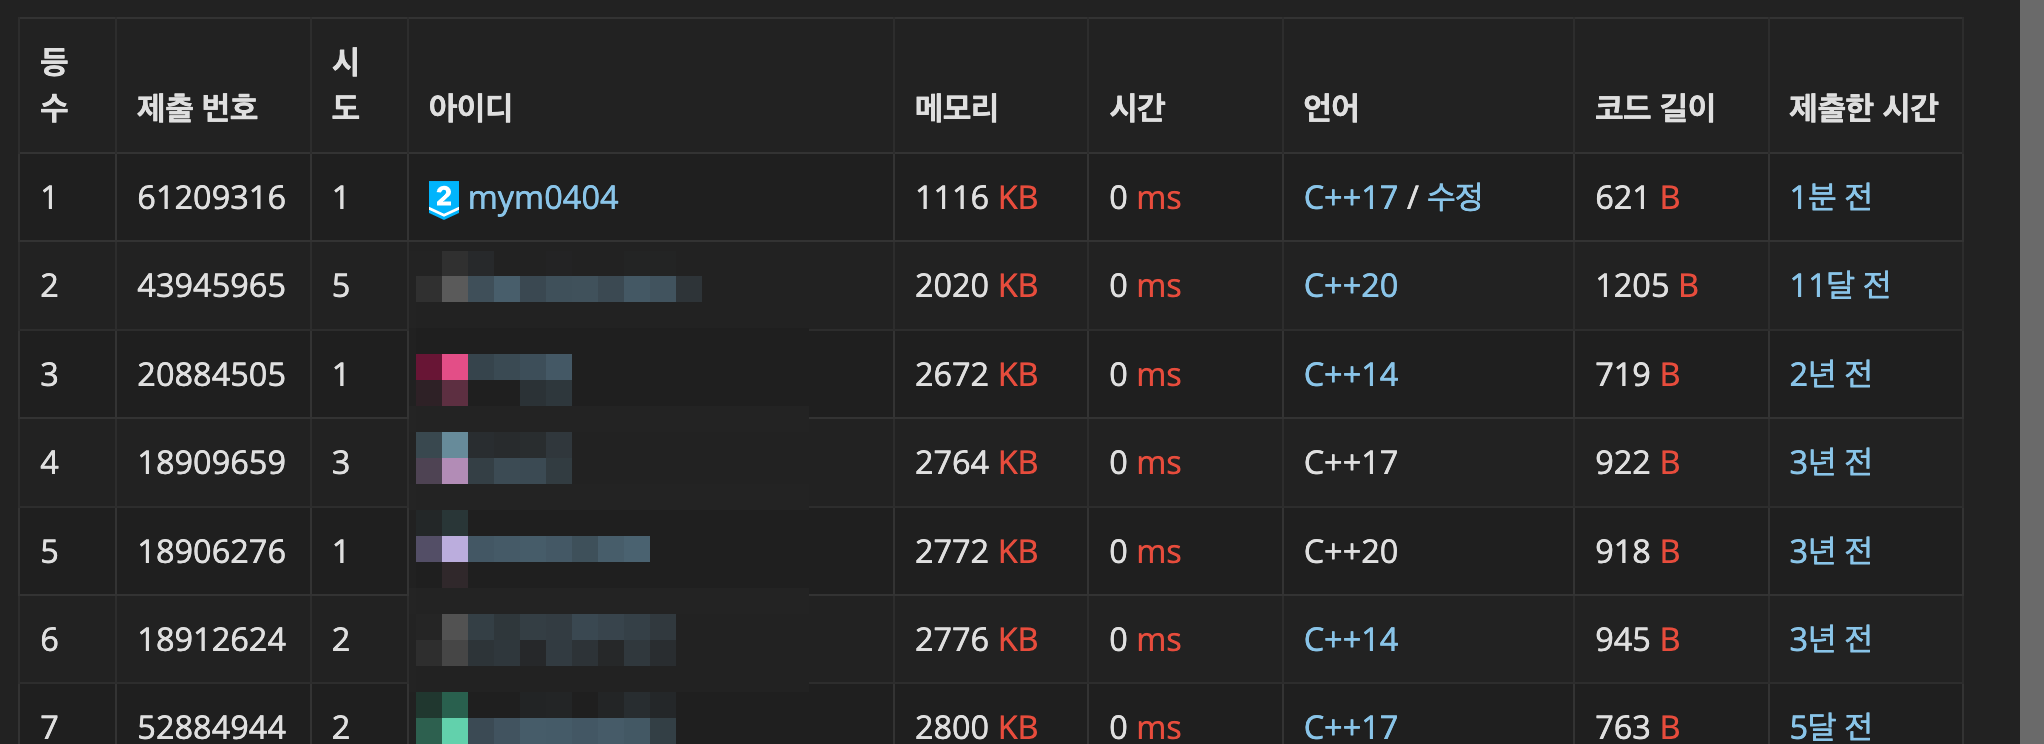 등수 제출 번호 시도 아이디 메모리 시간 언어 코드 길이 제출한 시간
1 61209316 1 2 mym0404 1116 KB 0 ms C++17 / 수정 621 B 1분 전
2 43945965 5 2020 KB 0 ms C++20 1205 B 11달 전
3 20884505 1 2672 KB 0 ms C++14 719 B 2년 전
4 18909659 3 2764 KB 0 ms C++17 922 B 3년 전
5 18906276 1 2772 KB 0 ms C++20 918 B 3년 전
6 18912624 2 2776 KB 0 ms C++14 945 B 3년 전
7 52884944 2 2800 KB 0 ms C++17 763 B 5달 전